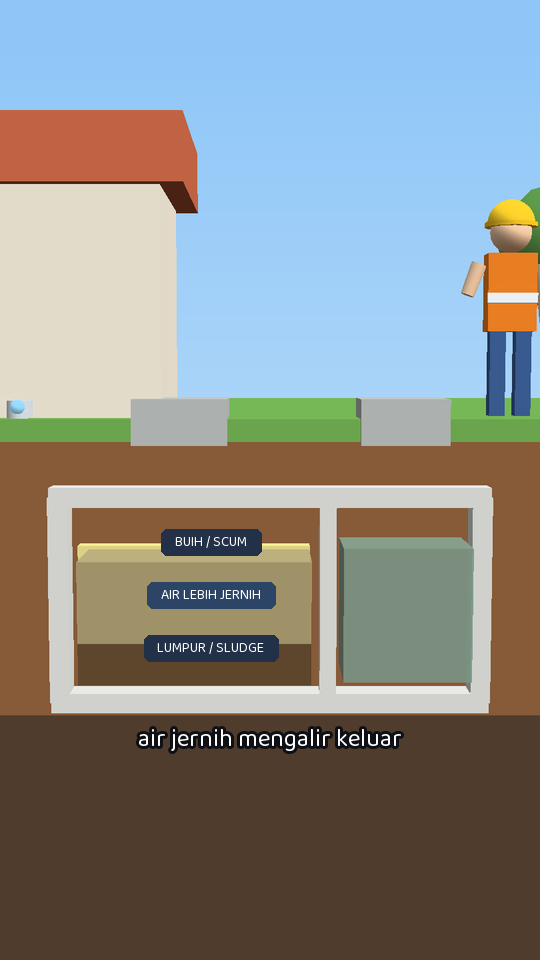 BUIH / SCUM
AIR LEBIH JERNIH
LUMPUR / SLUDGE
air jernih mengalir keluar